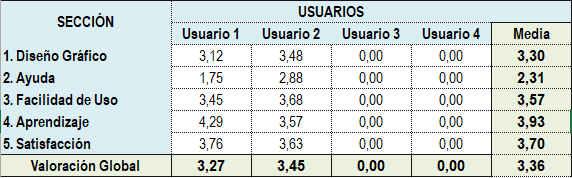 SECCIÓN USUARIOS
Usuario 1 Usuario 2 Usuario 3 Usuario 4 Media
1. Diseño Gráfico 3,12 3,48 0,00 0,00 3,30
2. Ayuda 1,75 2,88 0,00 0,00 2,31
3. Facilidad de Uso 3,45 3,68 0,00 0,00 3,57
4. Aprendizaje 4,29 3,57 0,00 0,00 3,93
5. Satisfacción 3,76 3,63 0,00 0,00 3,70
Valoración Global 3,27 3,45 0,00 0,00 3,36